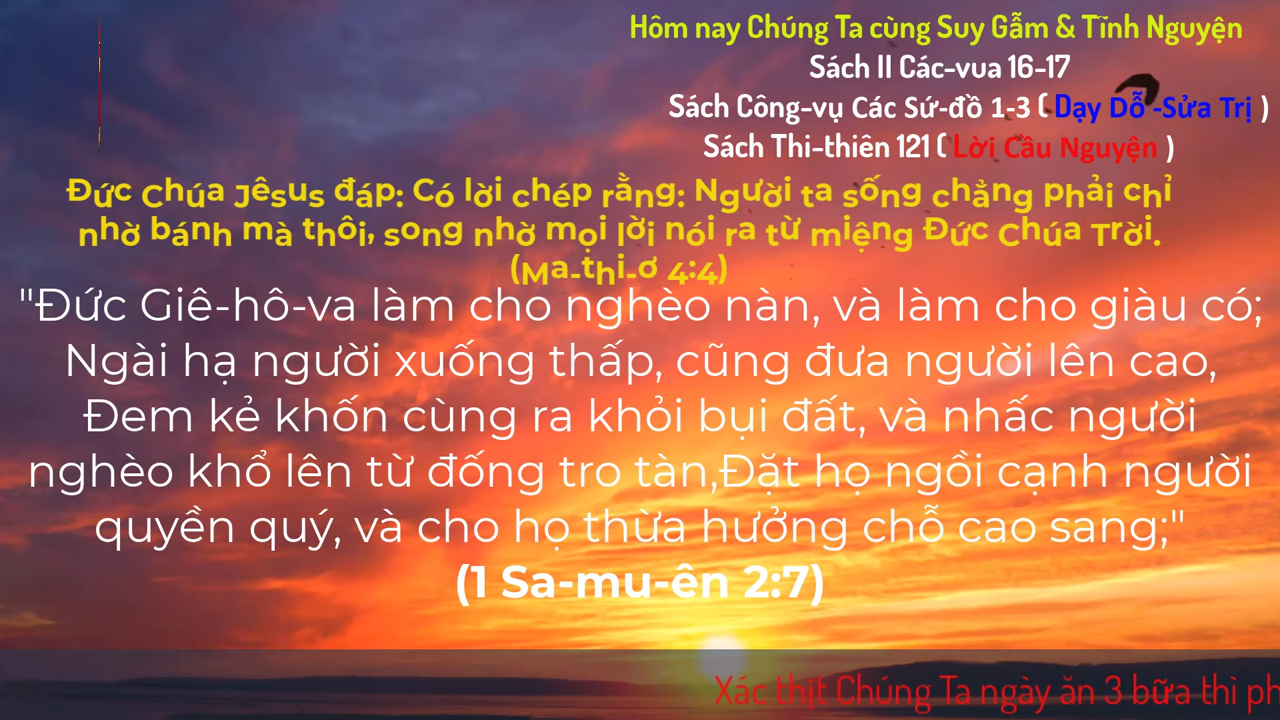 Hôm nay Chúng Ta cùng Suy Gẫm & Tĩnh Nguyện
Sách II Các-vua 16-17
Sách Công-vụ Các Sứ-đồ 1-3 ( Dạy Dỗ -Sửa Trị )
Sách Thi-thiên 121 ( Lời Cầu Nguyện )
Đức Chúa Jêsus đáp: Có lời chép rằng: Người ta sống chẳng phải chỉ
nhờ bánh mà thôi, song nhờ mọi lời nói ra từ miệng Đức Chúa Trời.
(Ma-thi-ơ 4:4)
"Đức Giê-hô-va làm cho nghèo nàn, và làm cho giàu có;
Ngài hạ người xuống thấp, cũng đưa người lên cao,
Đem kẻ khốn cùng ra khỏi bụi đất, và nhấc người
nghèo khổ lên từ đống tro tàn,Đặt họ ngồi cạnh người
quyền quý, và cho họ thừa hưởng chỗ cao sang;"
(1 Sa-mu-ên 2:7)
Xác thịt Chúng Ta ngày ăn 3 bữa thì ph